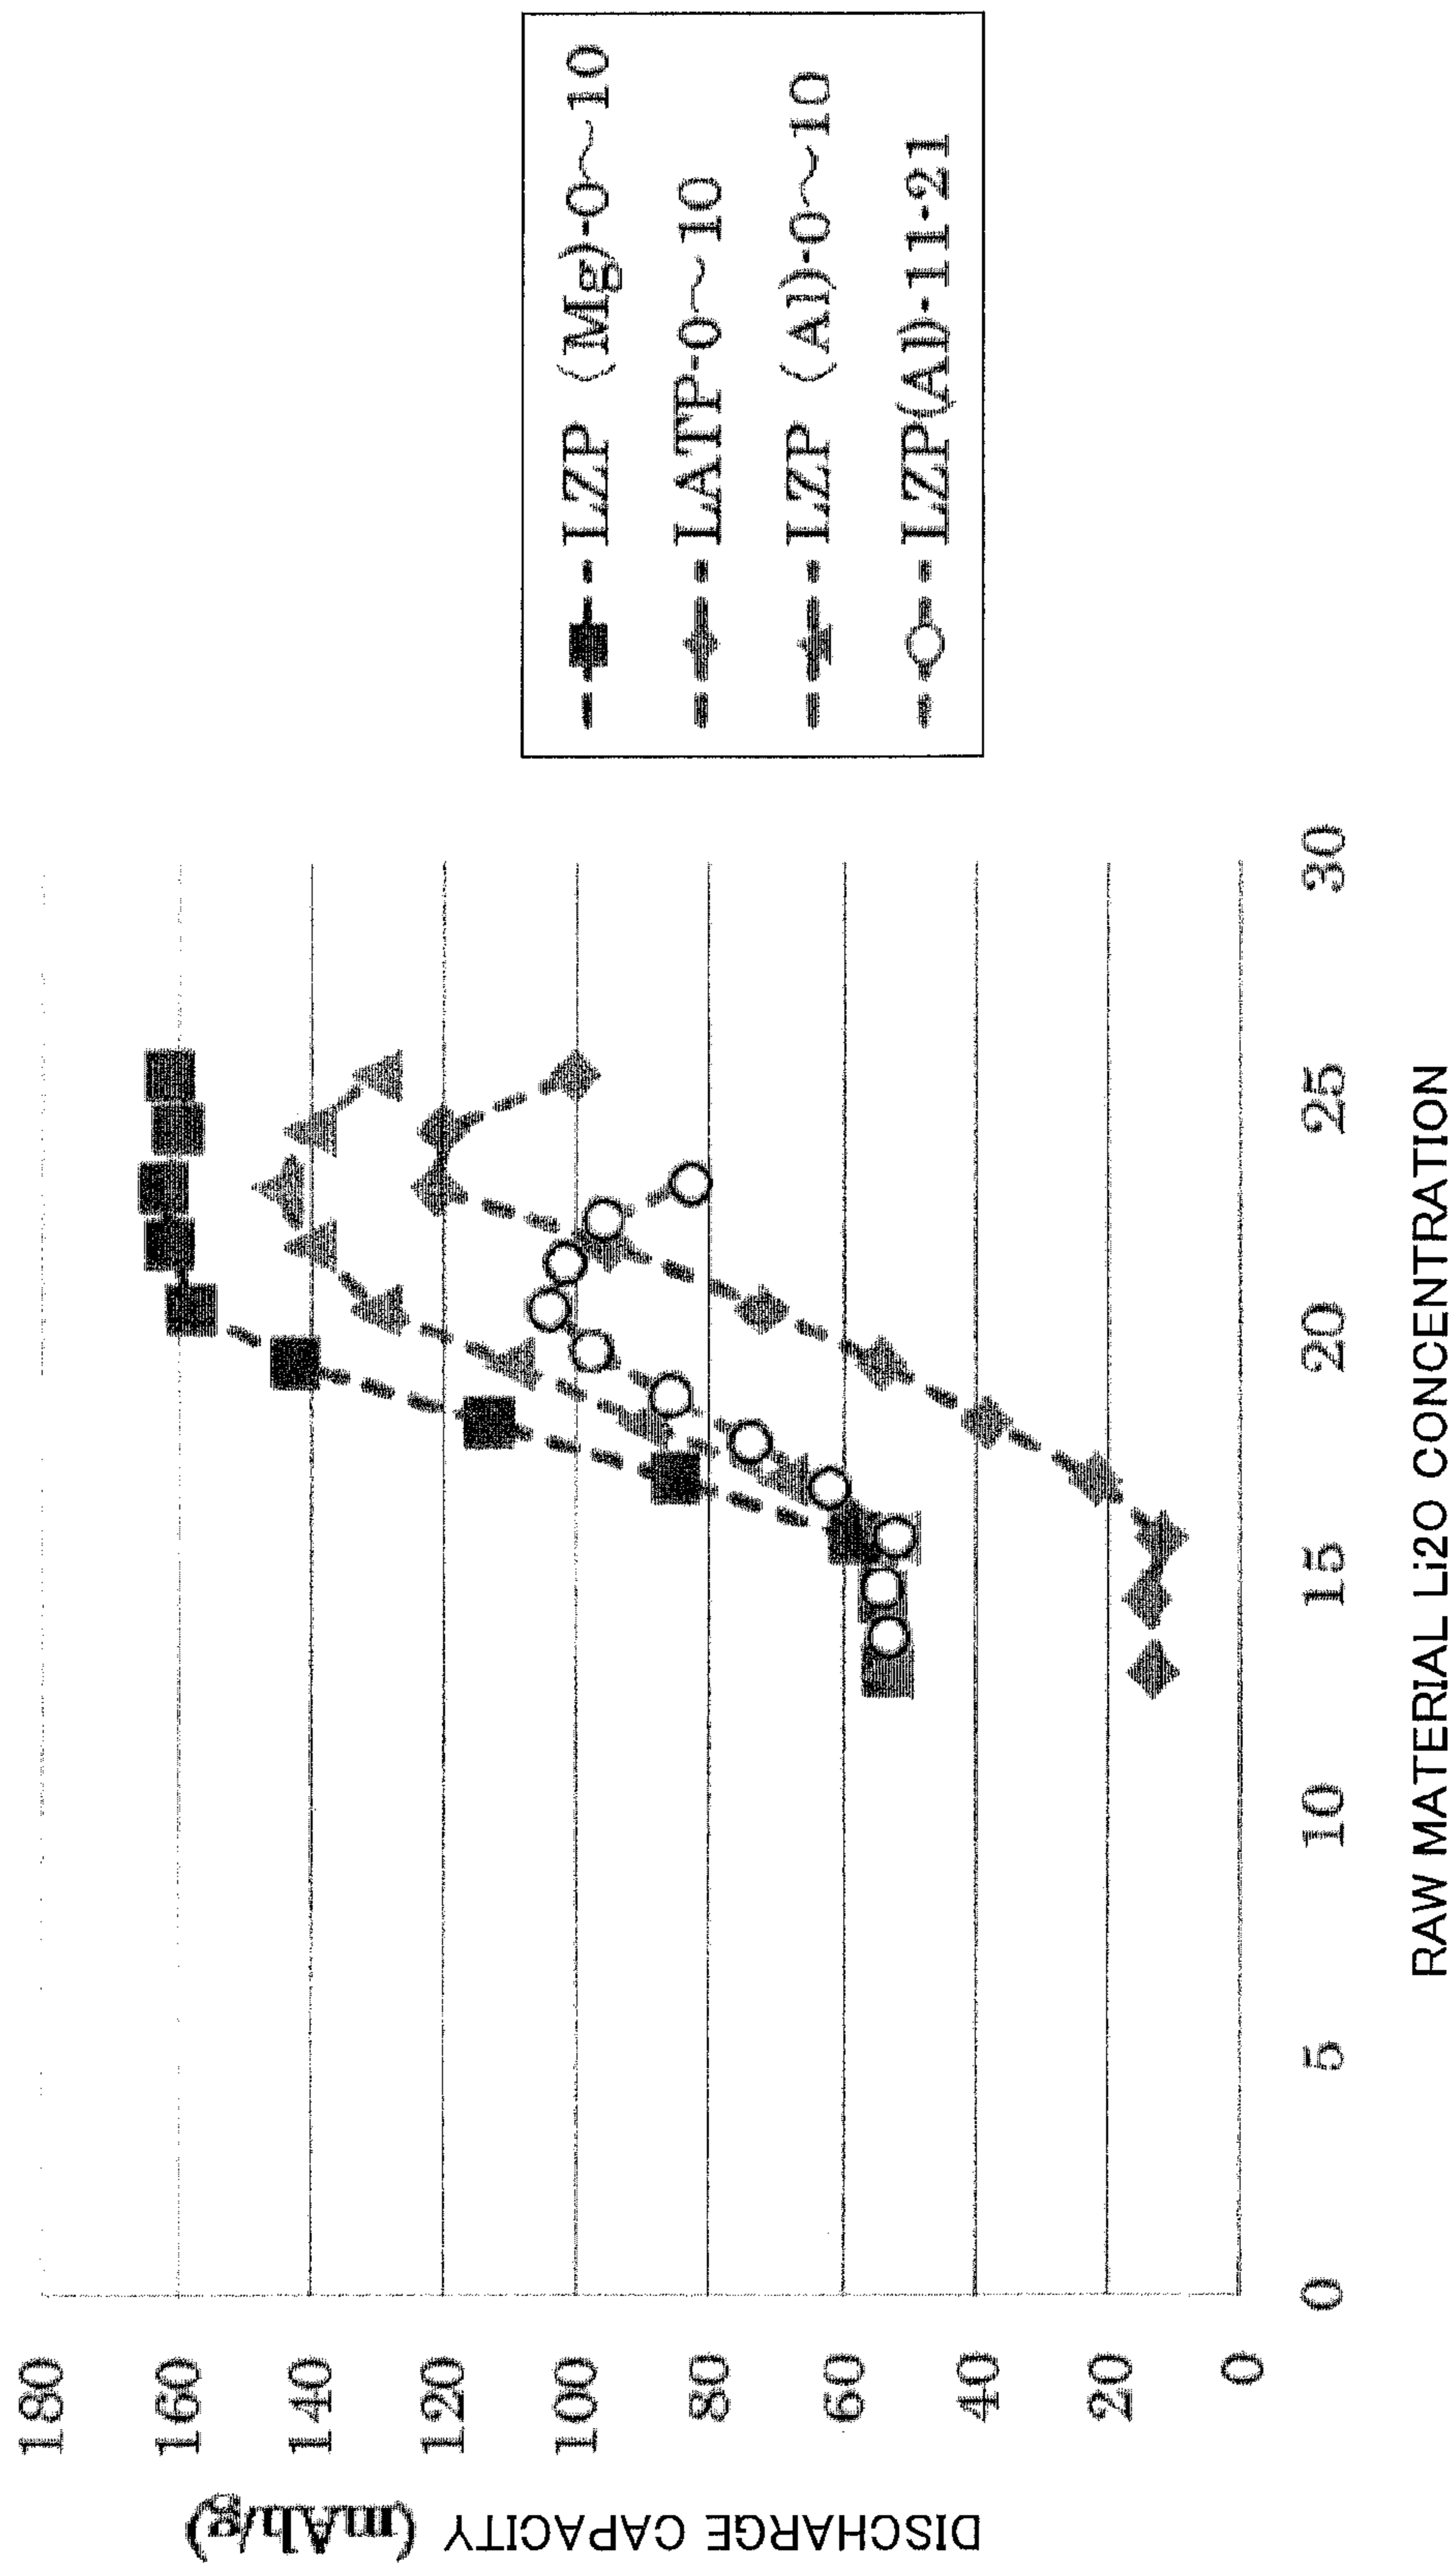 DISCHARGE CAPACITY (mAh/g)
180
160
140
120
100
80
60
40
20
0
0 5 10 15 20 25 30
RAW MATERIAL Li2O CONCENTRATION
LZP (Mg)-0~10
LATP-0~10
LZP (Al)-0~10
LZP(Al)-11-21